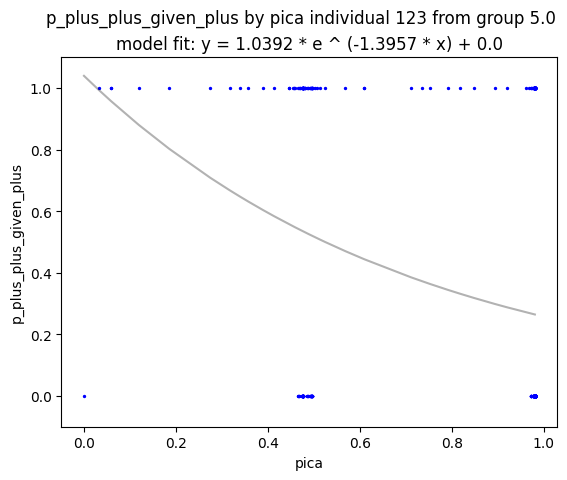 p_plus_plus_given_plus by pica individual 123 from group 5.0
model fit: y = 1.0392 * e ^ (-1.3957 * x) + 0.0
p_plus_plus_given_plus
1.0
0.8
0.6
0.4
0.2
0.0
0.0 0.2 0.4 0.6 0.8 1.0
pica